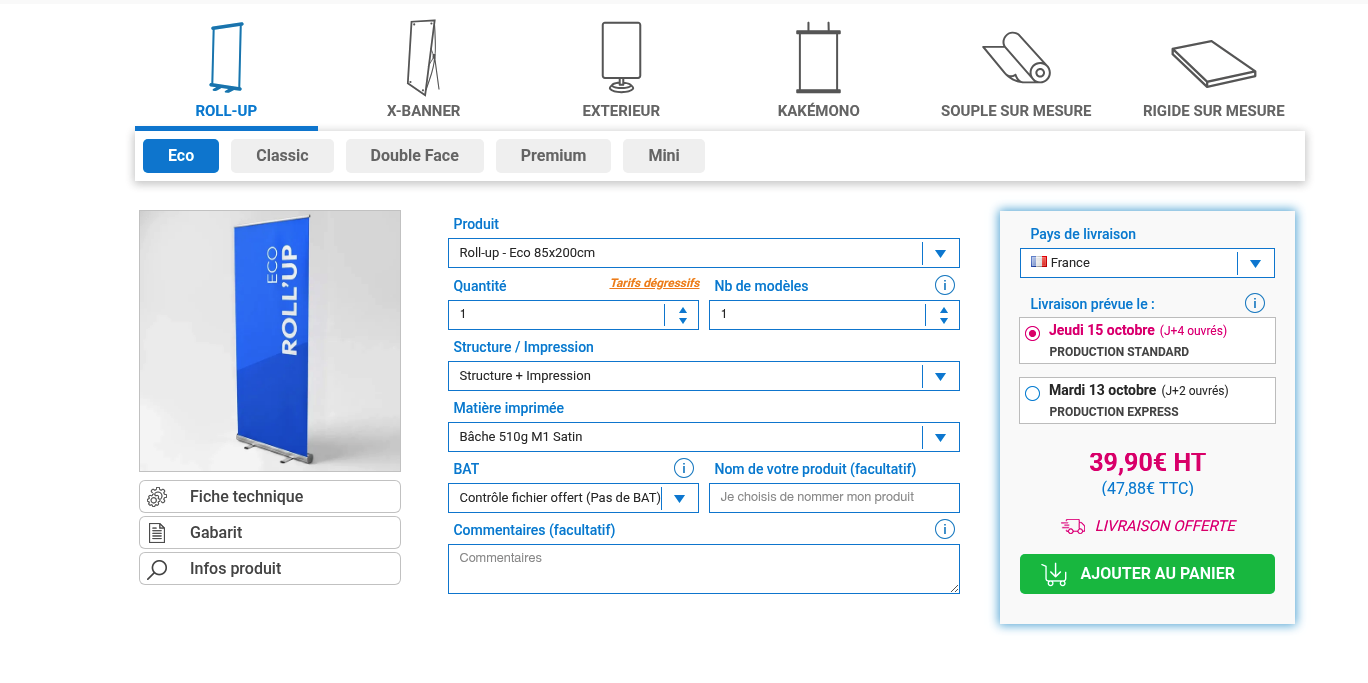 ROLL-UP
X-BANNER
EXTERIEUR
KAKÉMONO
SOUPLE SUR MESURE
RIGIDE SUR MESURE
Eco
Classic
Double Face
Premium
Mini
ECO
ROLL'UP
Fiche technique
Gabarit
Infos produit
Produit
Roll-up - Eco 85x200cm
Quantité
Tarifs dégressifs
Nb de modèles
i
1
1
Structure / Impression
Structure + Impression
Matière imprimée
Bâche 510g M1 Satin
BAT
i
Nom de votre produit (facultatif)
Contrôle fichier offert (Pas de BAT)
Je choisis de nommer mon produit
Commentaires (facultatif)
i
Commentaires
Pays de livraison
France
Livraison prévue le :
i
Jeudi 15 octobre (J+4 ouvrés)
PRODUCTION STANDARD
Mardi 13 octobre (J+2 ouvrés)
PRODUCTION EXPRESS
39,90€ HT
(47,88€ TTC)
LIVRAISON OFFERTE
AJOUTER AU PANIER